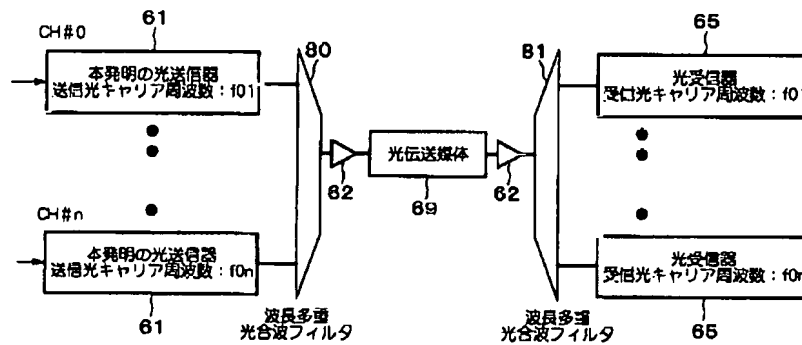 CH#0
61
本発明の光送信器
送信光キャリア周波数：f01
80
62
光伝送媒体
69
62
81
65
光受信器
受信光キャリア周波数：f01
CH#n
本発明の光送信器
送信光キャリア周波数：f0n
61
波長多重
光合波フィルタ
波長多重
光合波フィルタ
光受信器
受信光キャリア周波数：f0n
65